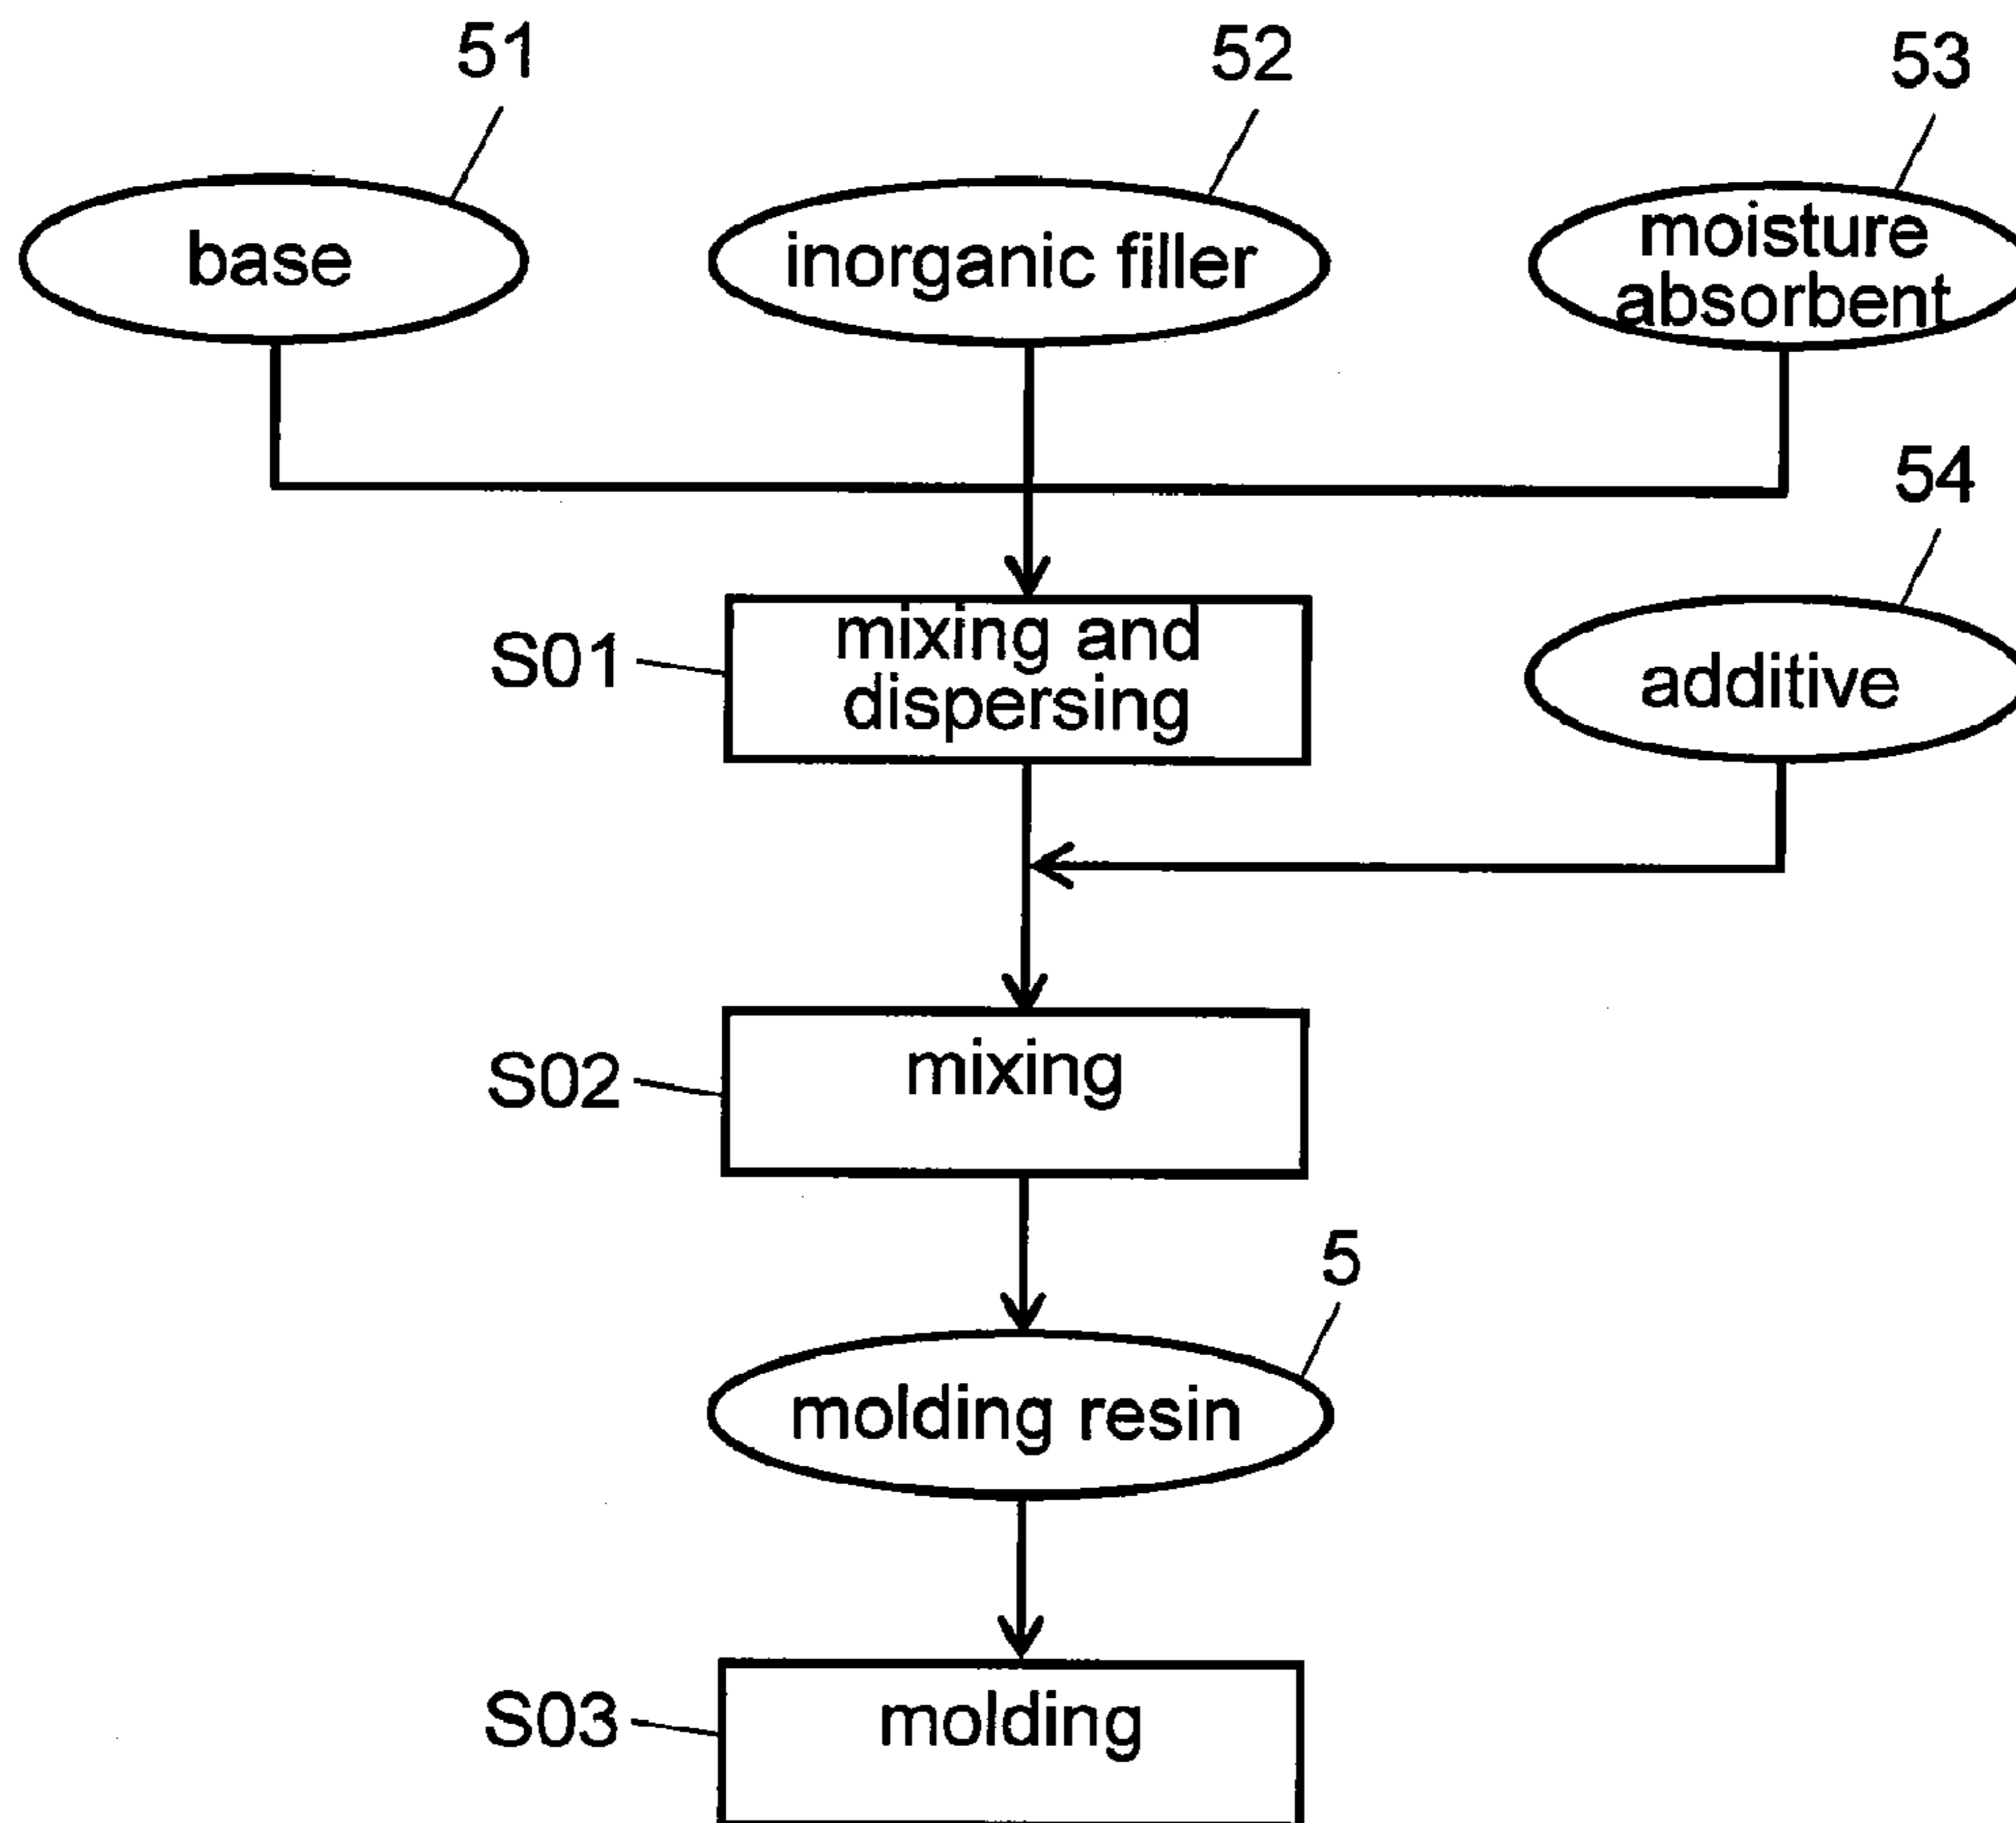 51
52
53
base
inorganic filler
moisture
absorbent
54
S01
mixing and
dispersing
additive
S02
mixing
5
molding resin
S03
molding